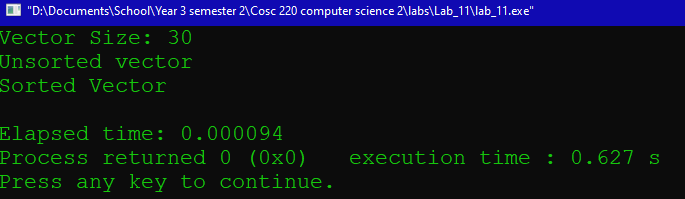 "D:\Documents\School\Year 3 semester 2\Cosc 220 computer science 2\labs\Lab_11\lab_11.exe"
Vector Size: 30
Unsorted vector
Sorted Vector
Elapsed time: 0.000094
Process returned 0 (0x0)   execution time : 0.627 s
Press any key to continue.